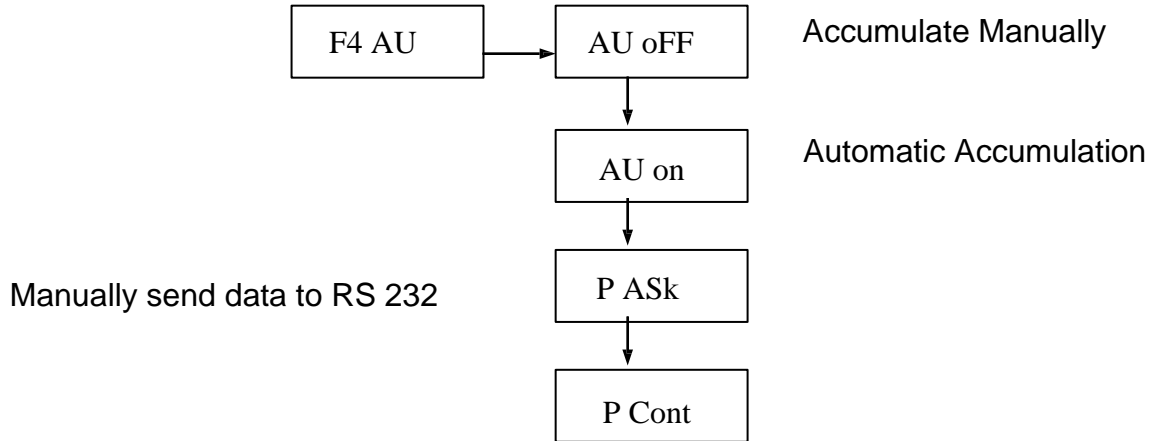 F4 AU
AU oFF
Accumulate Manually
AU on
Automatic Accumulation
P ASk
Manually send data to RS 232
P Cont